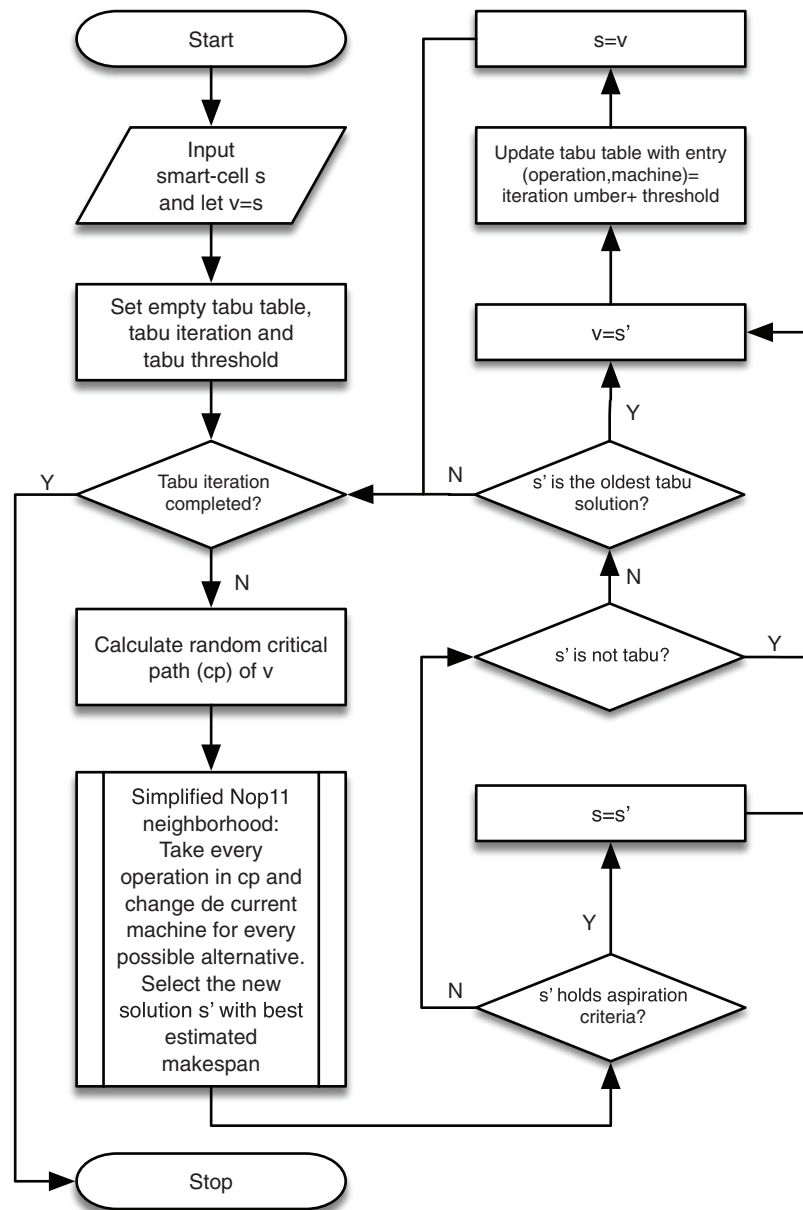 Start
Input
smart-cell s
and let v=s
Set empty tabu table,
tabu iteration and
tabu threshold
Y
Tabu iteration
completed?
N
Calculate random critical
path (cp) of v
Simplified Nop11
neighborhood:
Take every
operation in cp and
change de current
machine for every
possible alternative.
Select the new
solution s’ with best
estimated
makespan
Stop
s=v
Update tabu table with entry
(operation,machine)=
iteration umber+ threshold
v=s’
Y
N
s’ is the oldest tabu
solution?
N
s’ is not tabu?
Y
s=s’
Y
N
s’ holds aspiration
criteria?